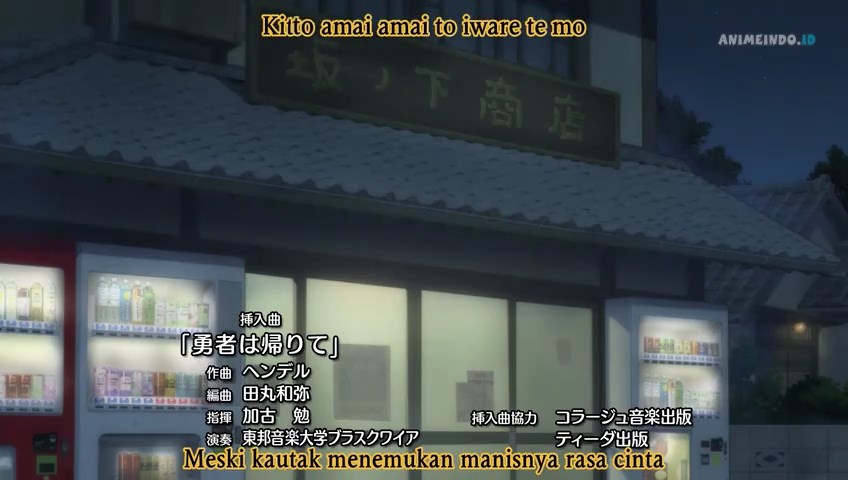 Kitto amai amai to iware te mo
ANIMEINDO.ID
坂ノ下商店
挿入曲
「勇者は帰りて」
作曲 ヘンデル
編曲 田丸和弥
指揮 加古 勉
演奏 東邦音楽大学ブラスクワイア
挿入曲協力 コラージュ音楽出版
ティーダ出版
Meski kautak menemukan manisnya rasa cinta